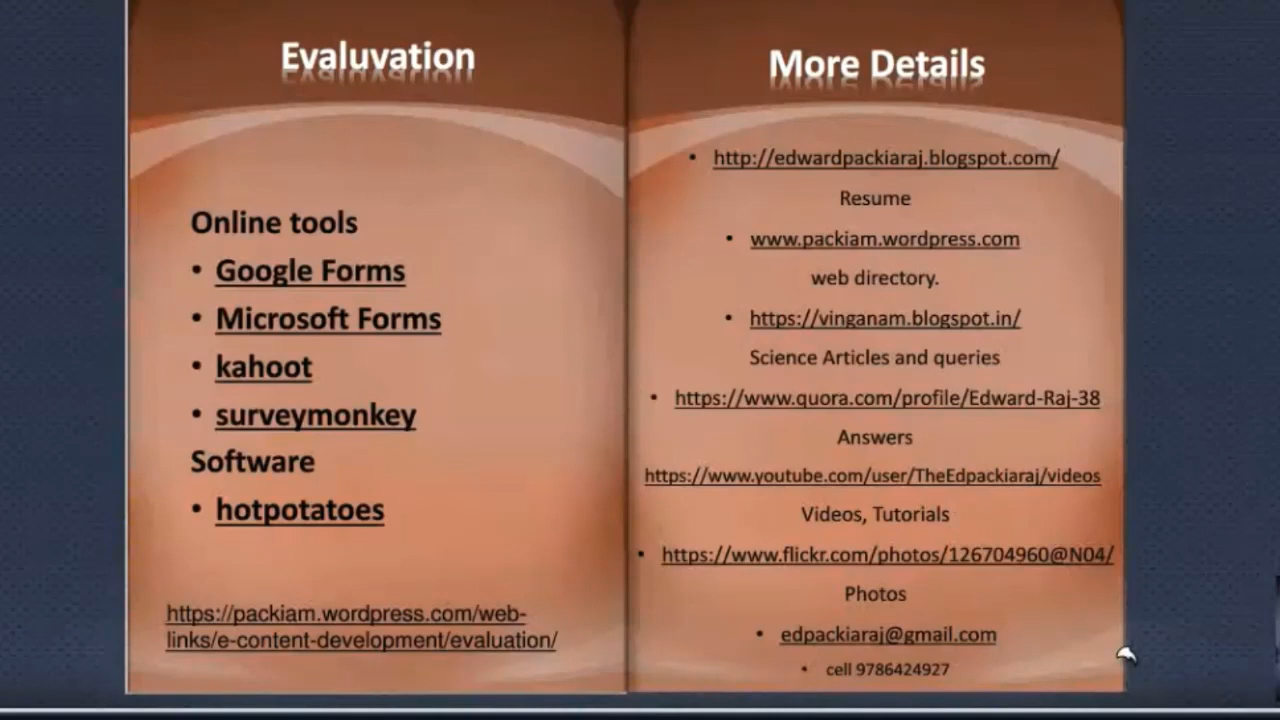 Evaluvation
Online tools
• Google Forms
• Microsoft Forms
• kahoot
• surveymonkey
Software
• hotpotatoes
https://packiam.wordpress.com/web-
links/e-content-development/evaluation/
More Details
• http://edwardpackiaraj.blogspot.com/
Resume
• www.packiam.wordpress.com
web directory.
• https://vinganam.blogspot.in/
Science Articles and queries
• https://www.quora.com/profile/Edward-Raj-38
Answers
https://www.youtube.com/user/TheEdpackiaraj/videos
Videos, Tutorials
• https://www.flickr.com/photos/126704960@N04/
Photos
• edpackiaraj@gmail.com
• cell 9786424927